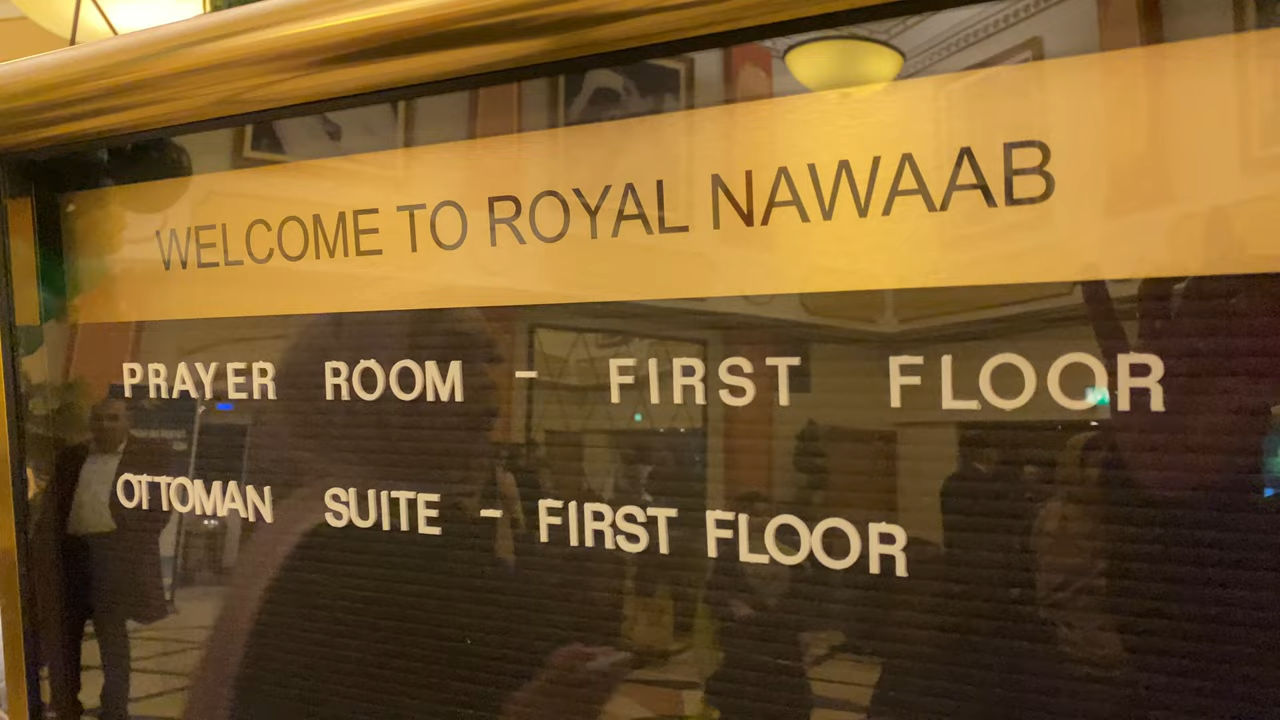 WELCOME TO ROYAL NAWAAB
PRAYER ROOM - FIRST FLOOR
OTTOMAN SUITE - FIRST FLOOR